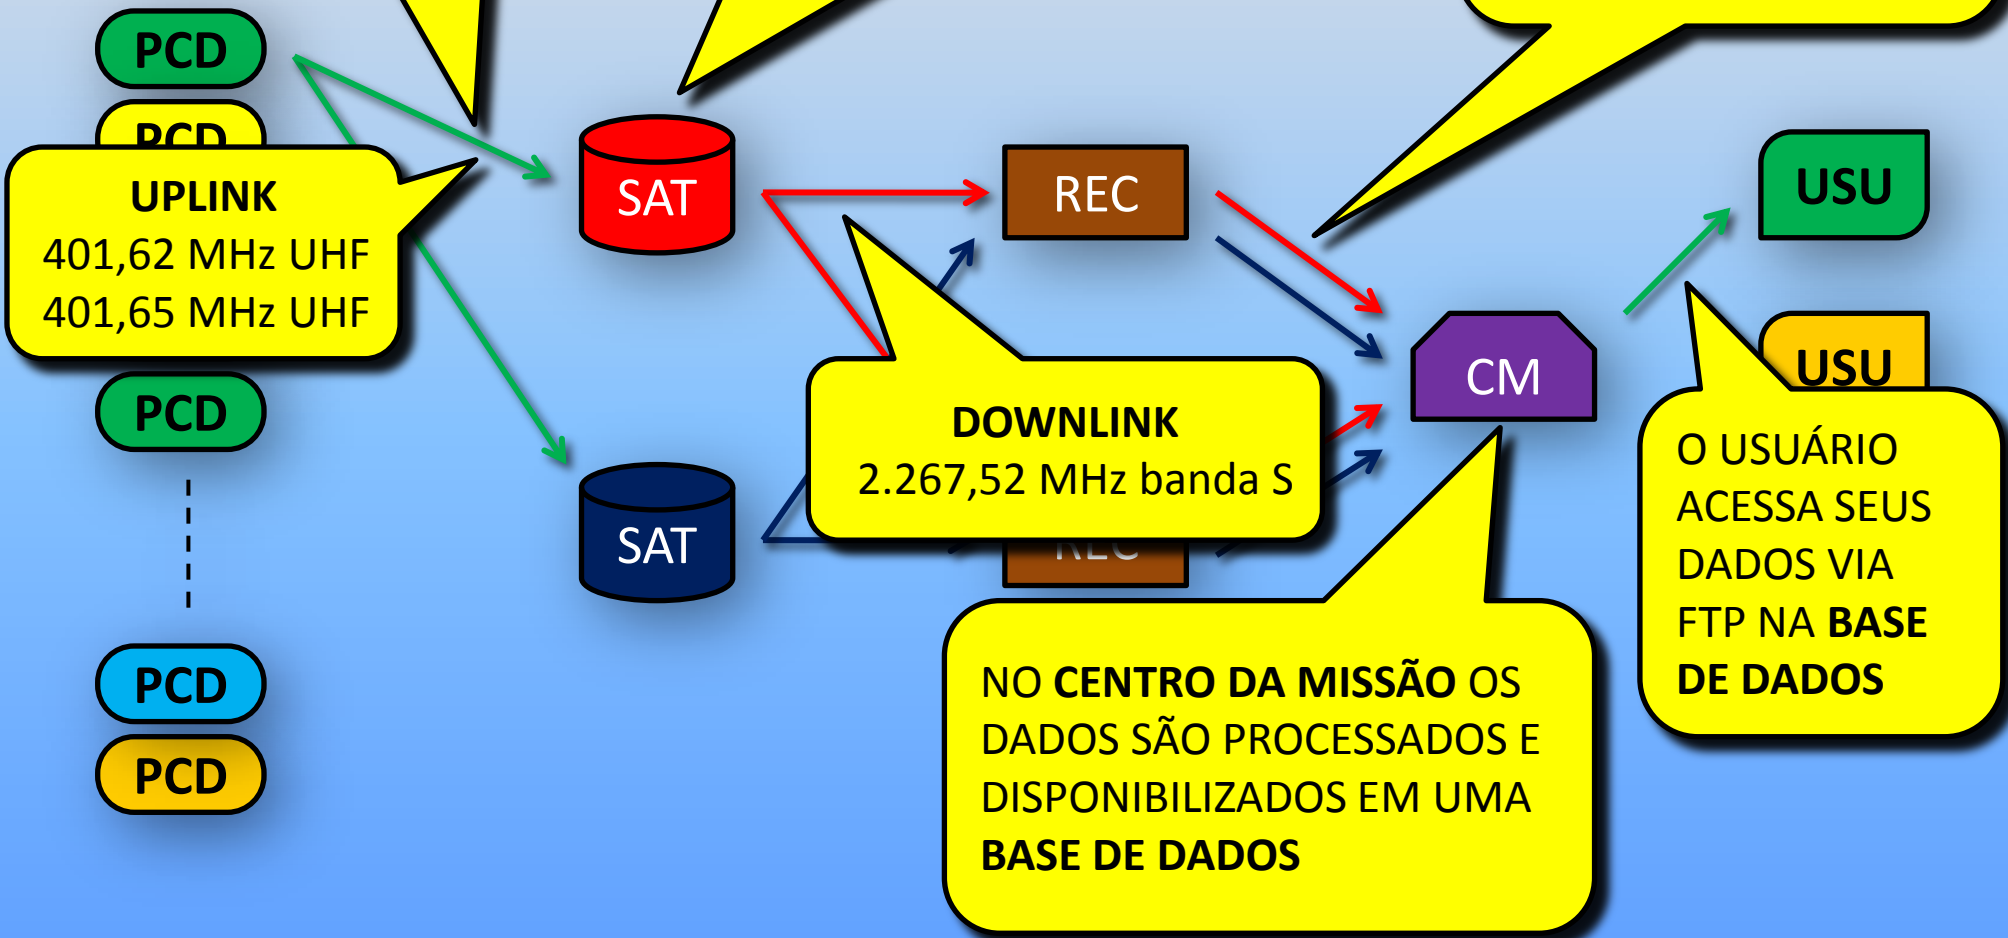 PCD
PCD
UPLINK
401,62 MHz UHF
401,65 MHz UHF
PCD
PCD
PCD
SAT
SAT
REC
DOWNLINK
2.267,52 MHz banda S
REC
CM
NO CENTRO DA MISSÃO OS
DADOS SÃO PROCESSADOS E
DISPONIBILIZADOS EM UMA
BASE DE DADOS
USU
USU
O USUÁRIO
ACESSA SEUS
DADOS VIA
FTP NA BASE
DE DADOS